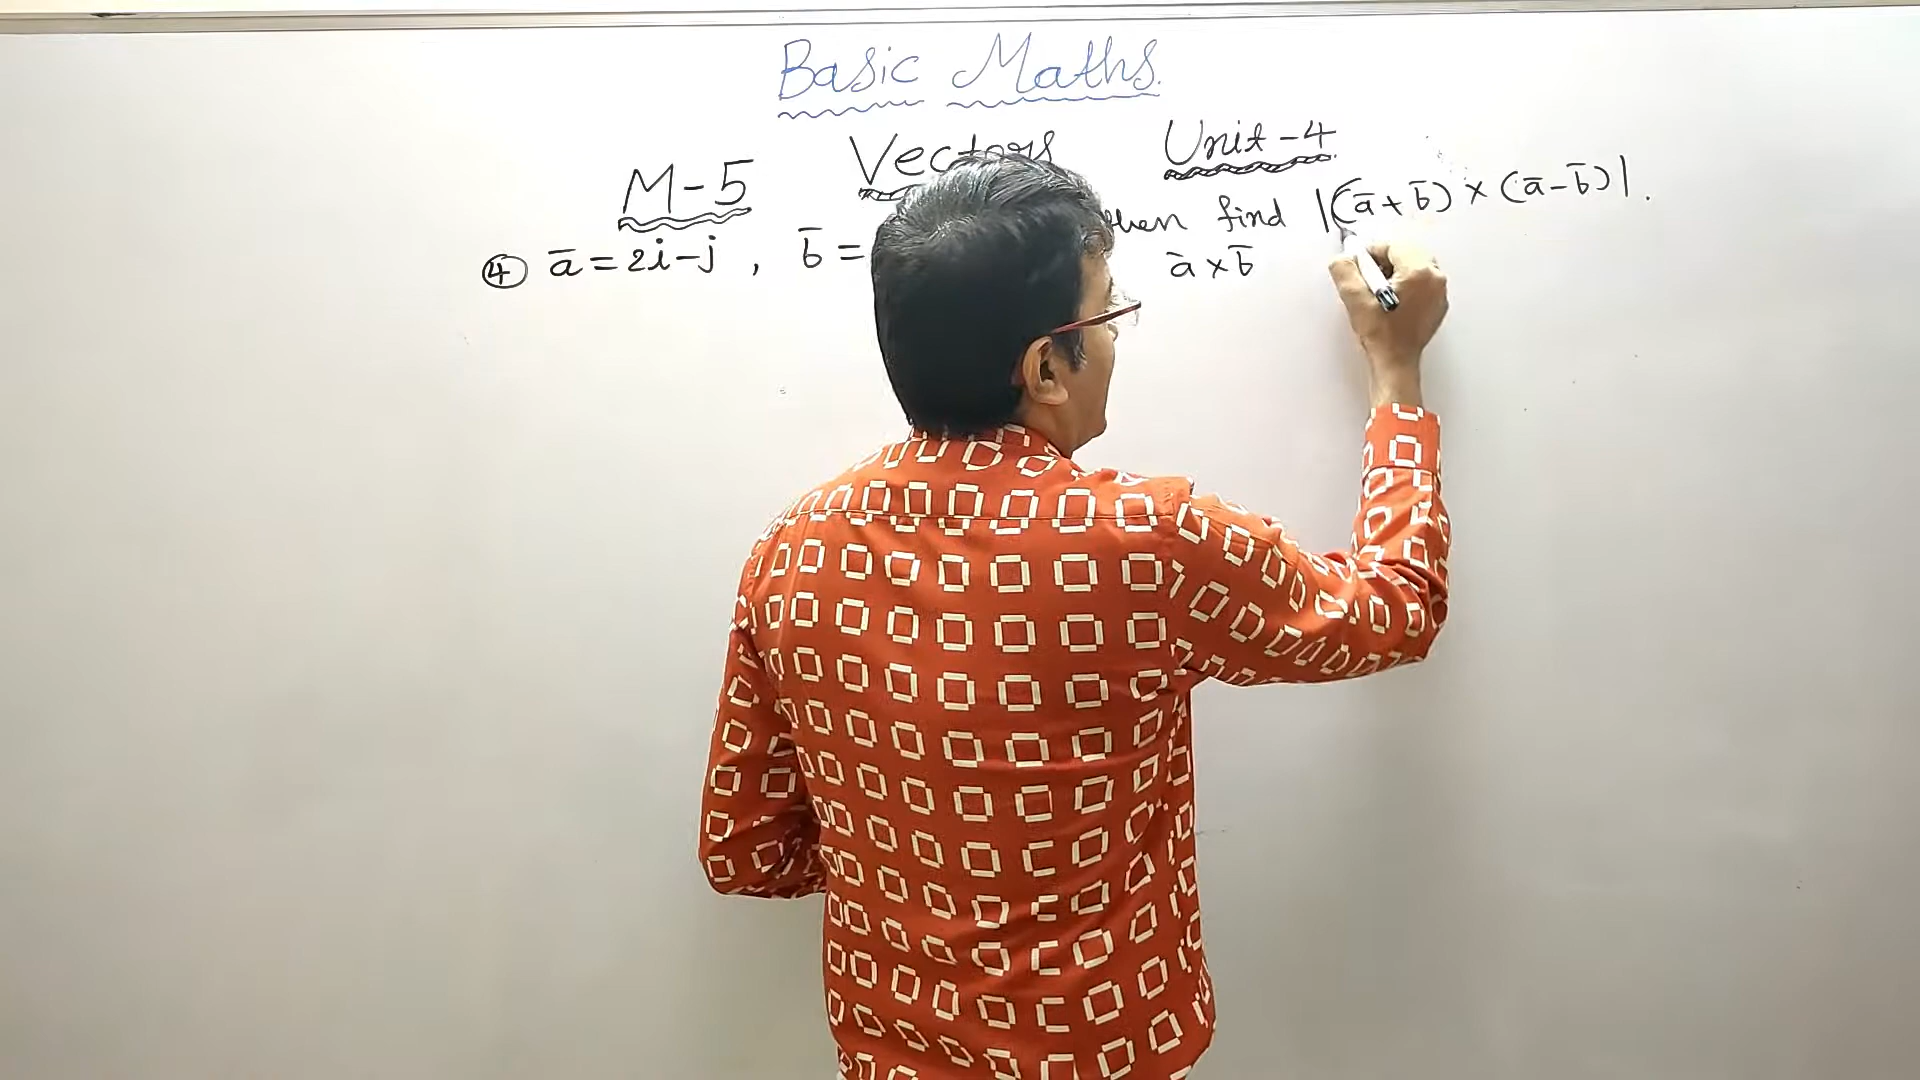 Basic Maths.
Vectors Unit-4
M-5
then find |(a̅+b̅)×(a̅-b̅)|.
④ a̅=2i-j, b̅= a̅×b̅